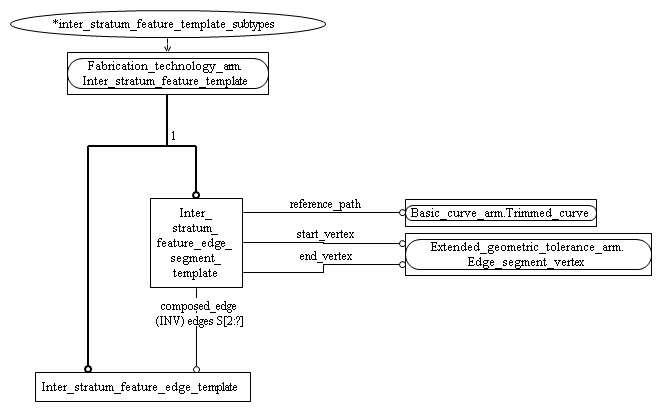 *inter_stratum_feature_template_subtypes
Fabrication_technology_arm.
Inter_stratum_feature_template
1
Inter_
stratum_
feature_edge_
segment_
template
reference_path
Basic_curve_arm.Trimmed_curve
start_vertex
end_vertex
Extended_geometric_tolerance_arm.
Edge_segment_vertex
composed_edge
(INV) edges S[2:?]
Inter_stratum_feature_edge_template